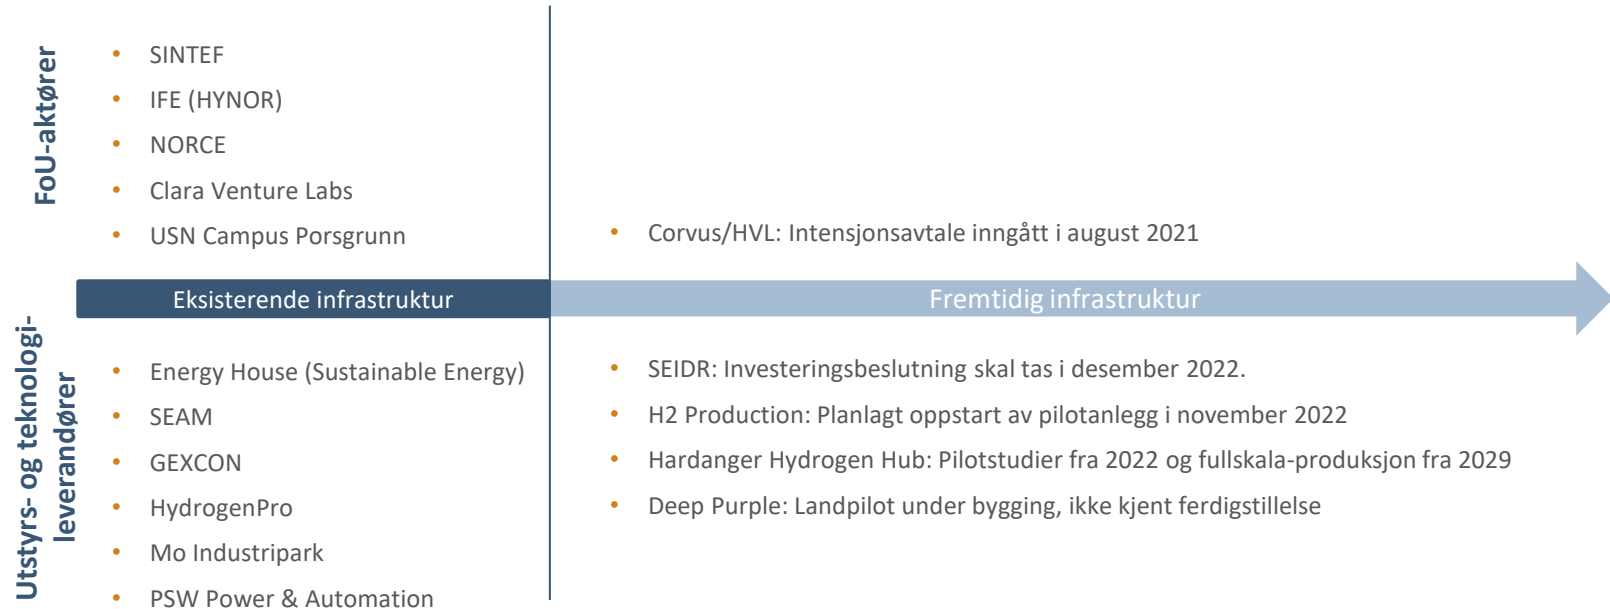 FoU-aktører
• SINTEF
• IFE (HYNOR)
• NORCE
• Clara Venture Labs
• USN Campus Porsgrunn
• Corvus/HVL: Intensjonsavtale inngått i august 2021
Eksisterende infrastruktur
Fremtidig infrastruktur
Utstyrs- og teknologi-
leverandører
• Energy House (Sustainable Energy)
• SEAM
• GEXCON
• HydrogenPro
• Mo Industripark
• PSW Power & Automation
• SEIDR: Investeringsbeslutning skal tas i desember 2022.
• H2 Production: Planlagt oppstart av pilotanlegg i november 2022
• Hardanger Hydrogen Hub: Pilotstudier fra 2022 og fullskala-produksjon fra 2029
• Deep Purple: Landpilot under bygging, ikke kjent ferdigstillelse